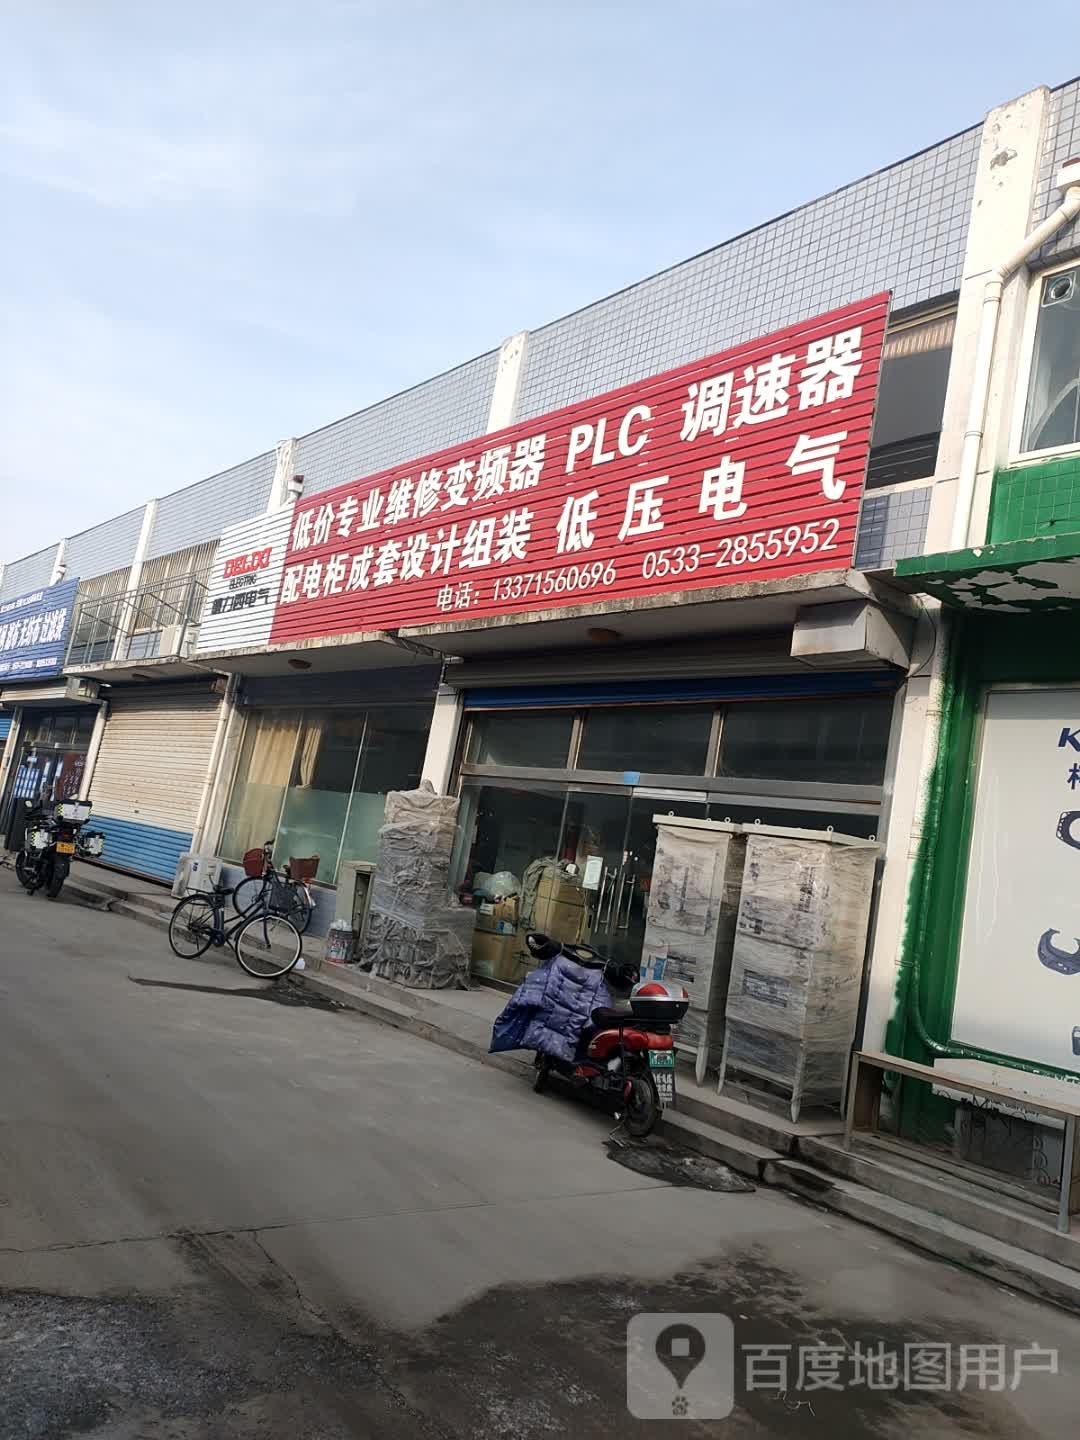 低价专业维修变频器 PLC 调速器
配电柜成套设计组装 低压电气
电话：13371560696 0533-2855952
DELIXI
ELECTRIC
德力西电气
K
百度地图用户